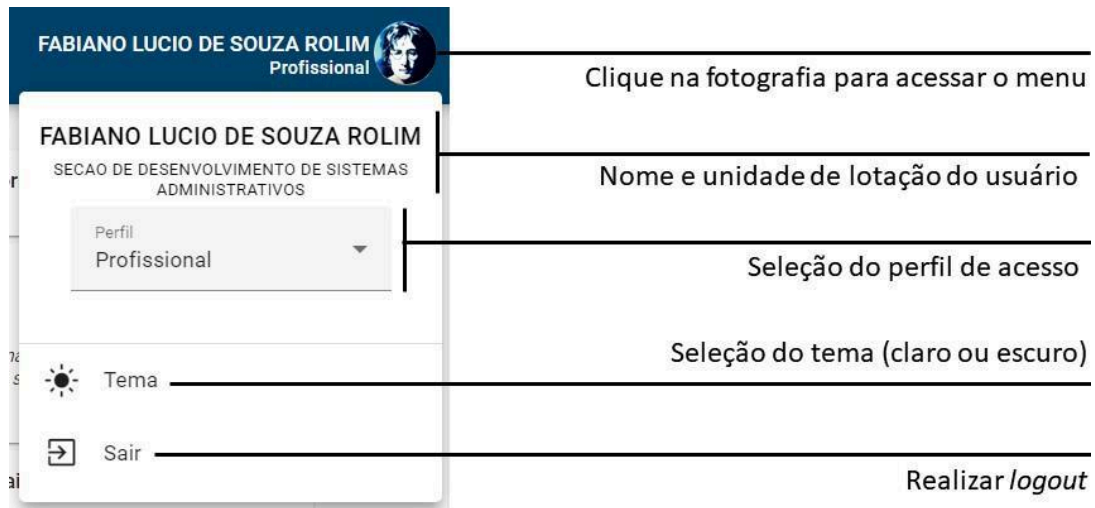 FABIANO LUCIO DE SOUZA ROLIM
Profissional
Clique na fotografia para acessar o menu
FABIANO LUCIO DE SOUZA ROLIM
SECAO DE DESENVOLVIMENTO DE SISTEMAS
ADMINISTRATIVOS
Nome e unidade de lotação do usuário
Perfil
Profissional
Seleção do perfil de acesso
Seleção do tema (claro ou escuro)
Tema
Sair
Realizar logout